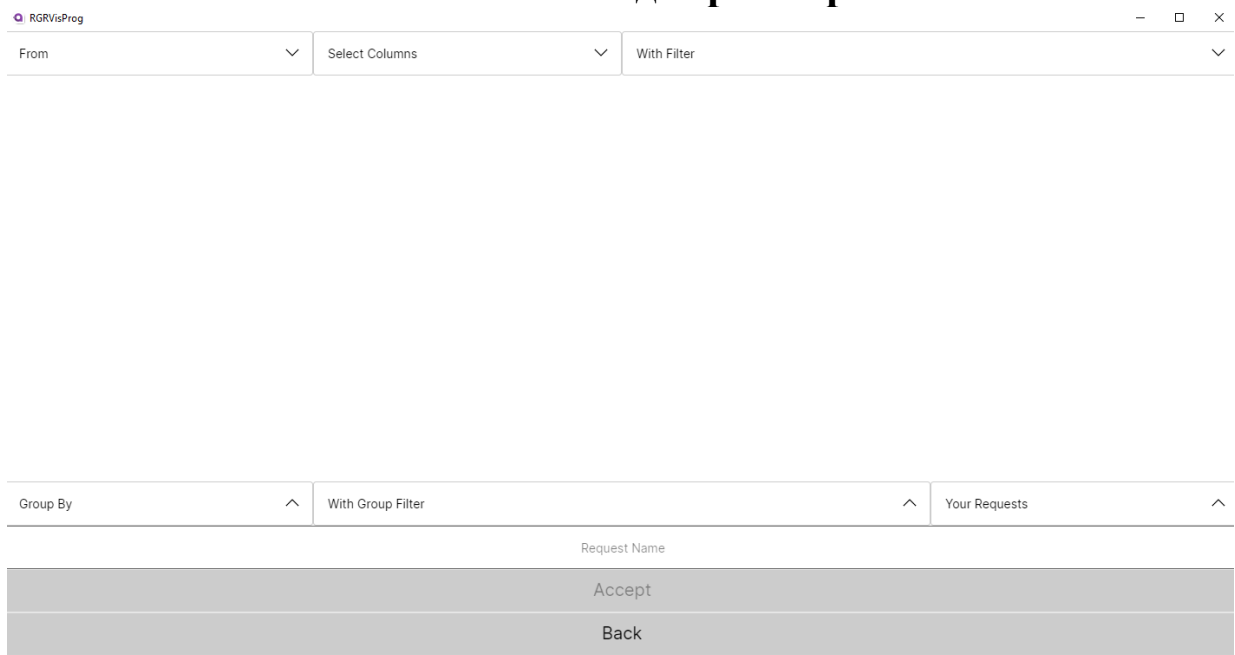 RGRVisProg
From Select Columns With Filter
Group By With Group Filter Your Requests
Request Name
Accept
Back